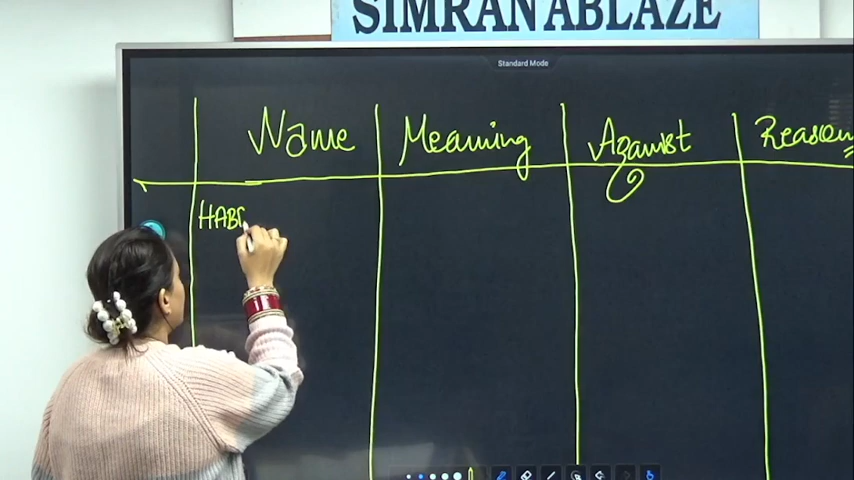 SIMRAN ABLAZE
Standard Mode
Name Meaning Against Reason
HABE